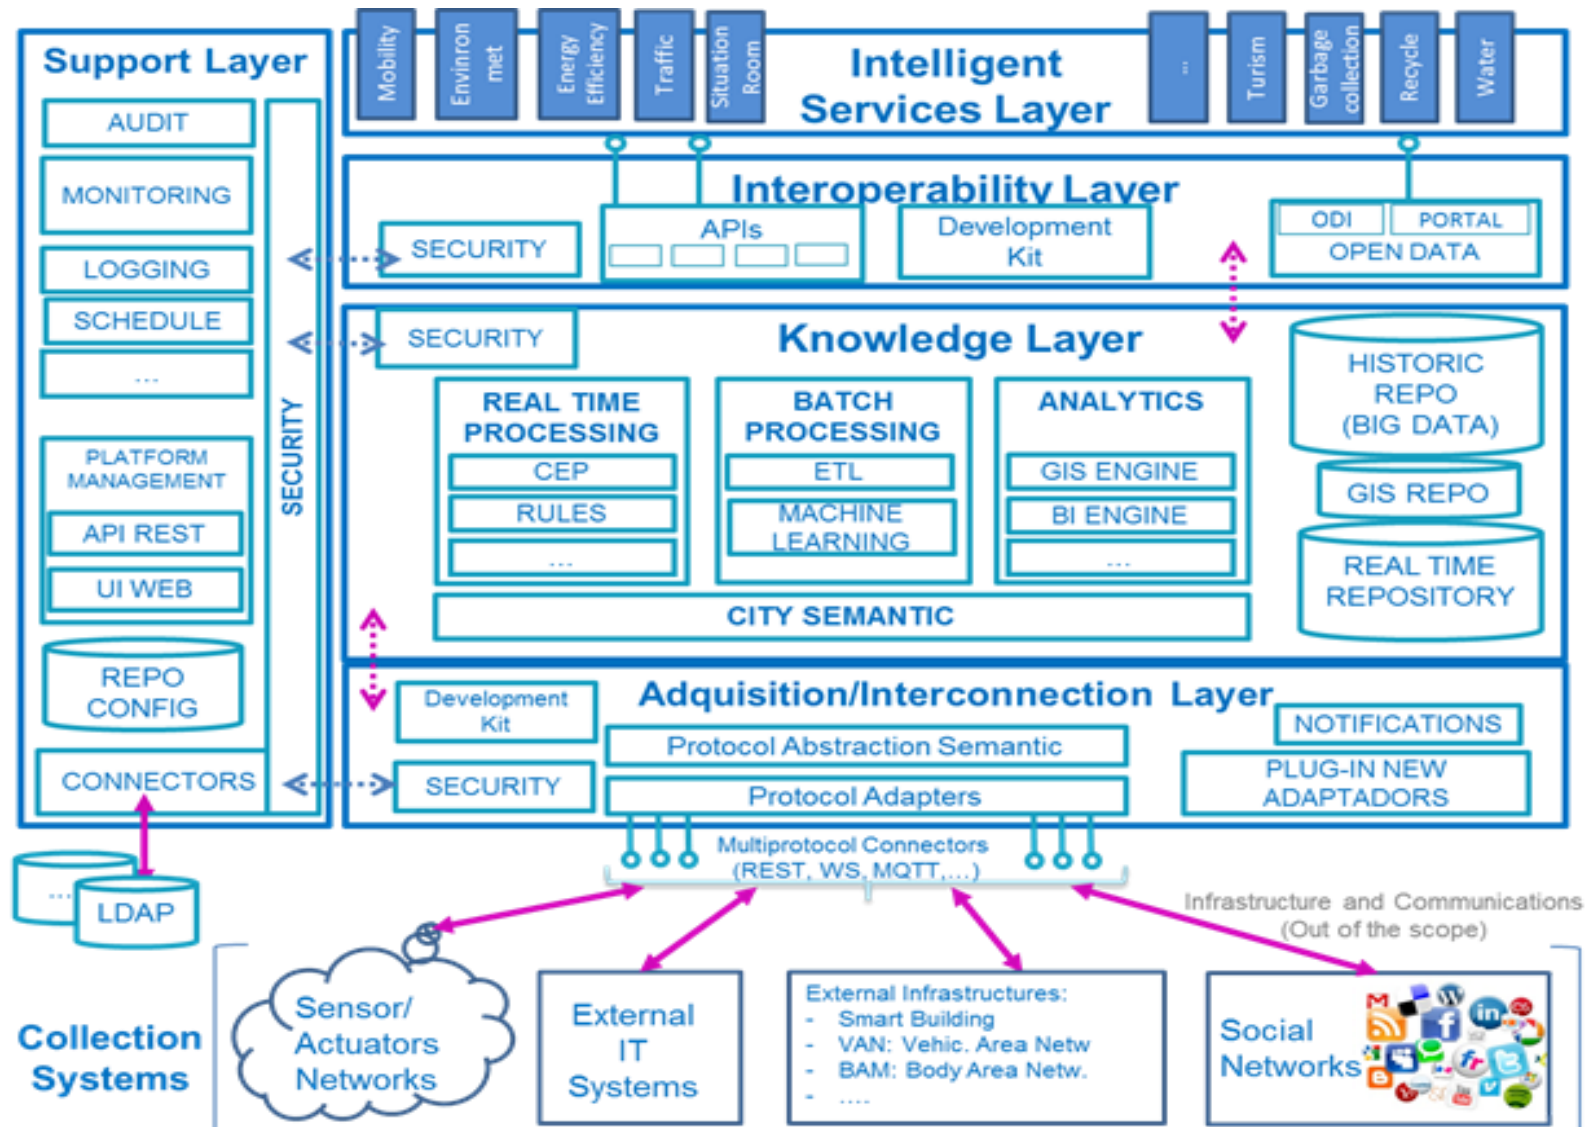 Support Layer
AUDIT
MONITORING
LOGGING
SCHEDULE
...
PLATFORM
MANAGEMENT
API REST
UI WEB
REPO
CONFIG
CONNECTORS
SECURITY
...
LDAP
Mobility
Envinron
met
Energy
Efficiency
Traffic
Situation
Room
Intelligent
Services Layer
...
Turism
Garbage
collection
Recycle
Water
Interoperability Layer
SECURITY
APIs
Development
Kit
ODI
PORTAL
OPEN DATA
Knowledge Layer
SECURITY
REAL TIME
PROCESSING
CEP
RULES
...
BATCH
PROCESSING
ETL
MACHINE
LEARNING
ANALYTICS
GIS ENGINE
BI ENGINE
...
HISTORIC
REPO
(BIG DATA)
GIS REPO
REAL TIME
REPOSITORY
CITY SEMANTIC
Adquisition/Interconnection Layer
Development
Kit
SECURITY
Protocol Abstraction Semantic
Protocol Adapters
NOTIFICATIONS
PLUG-IN NEW
ADAPTADORS
Multiprotocol Connectors
(REST, WS, MQTT,...)
Infrastructure and Communications
(Out of the scope)
Collection
Systems
Sensor/
Actuators
Networks
External
IT
Systems
External Infrastructures:
- Smart Building
- VAN: Vehic. Area Netw
- BAM: Body Area Netw.
- ....
Social
Networks